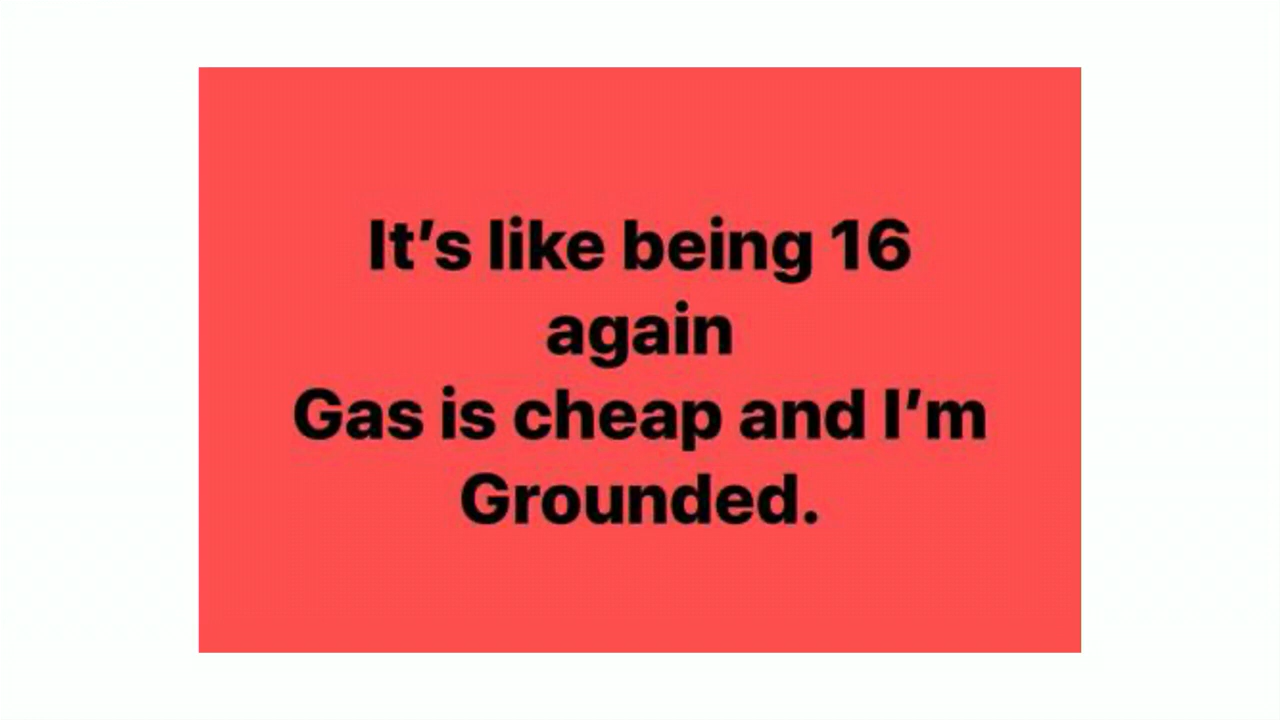 It’s like being 16
again
Gas is cheap and I’m
Grounded.